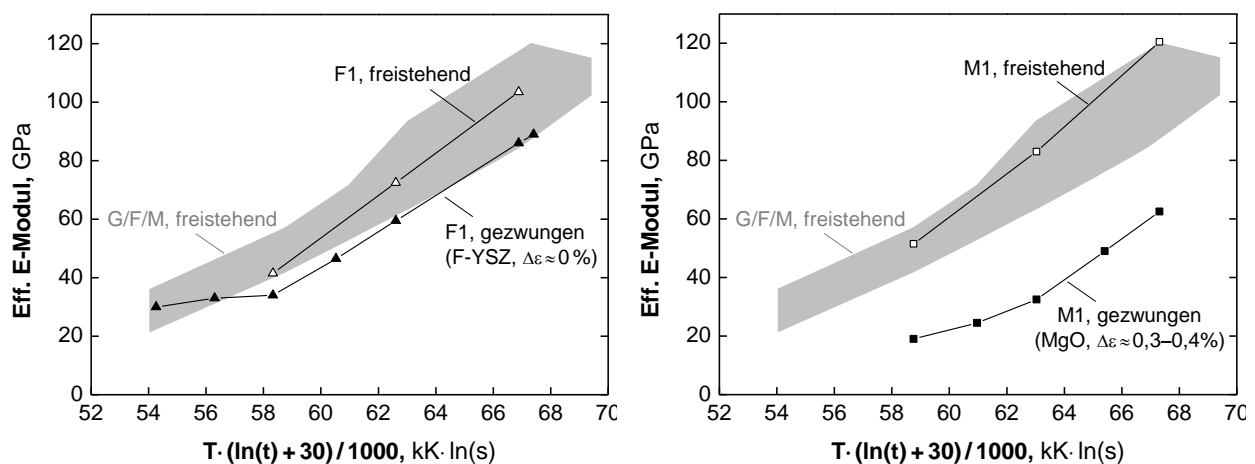 120
100
80
60
40
20
0
52 54 56 58 60 62 64 66 68 70
Eff. E-Modul, GPa
T· (ln(t) + 30) / 1000, kK· ln(s)
F1, freistehend
G/F/M, freistehend
F1, gezwungen
(F-YSZ, Δε ≈ 0 %)
120
100
80
60
40
20
0
52 54 56 58 60 62 64 66 68 70
Eff. E-Modul, GPa
T· (ln(t) + 30) / 1000, kK· ln(s)
M1, freistehend
G/F/M, freistehend
M1, gezwungen
(MgO, Δε ≈ 0,3–0,4%)